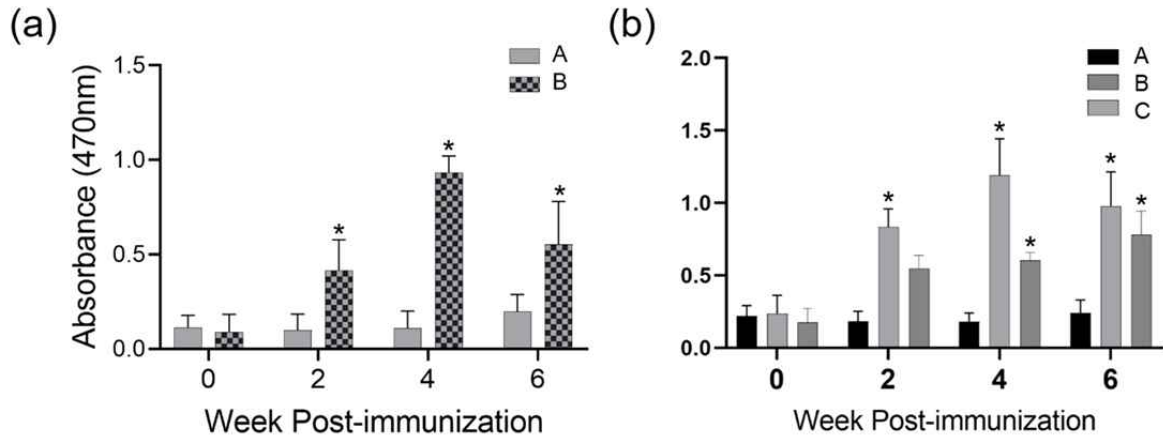 (a)
A
B
Absorbance (470nm)
1.5
1.0
0.5
0.0
*
*
*
0 2 4 6
Week Post-immunization
(b)
A
B
C
2.0
1.5
1.0
0.5
0.0
*
*
*
*
*
0 2 4 6
Week Post-immunization